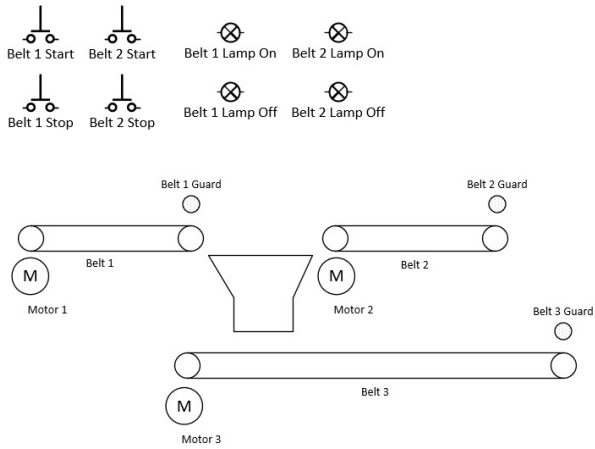 Belt 1 Start Belt 2 Start Belt 1 Lamp On Belt 2 Lamp On
Belt 1 Stop Belt 2 Stop Belt 1 Lamp Off Belt 2 Lamp Off
Belt 1 Guard Belt 2 Guard
Belt 1 Belt 2
M M
Motor 1 Motor 2
Belt 3 Guard
Belt 3
M
Motor 3